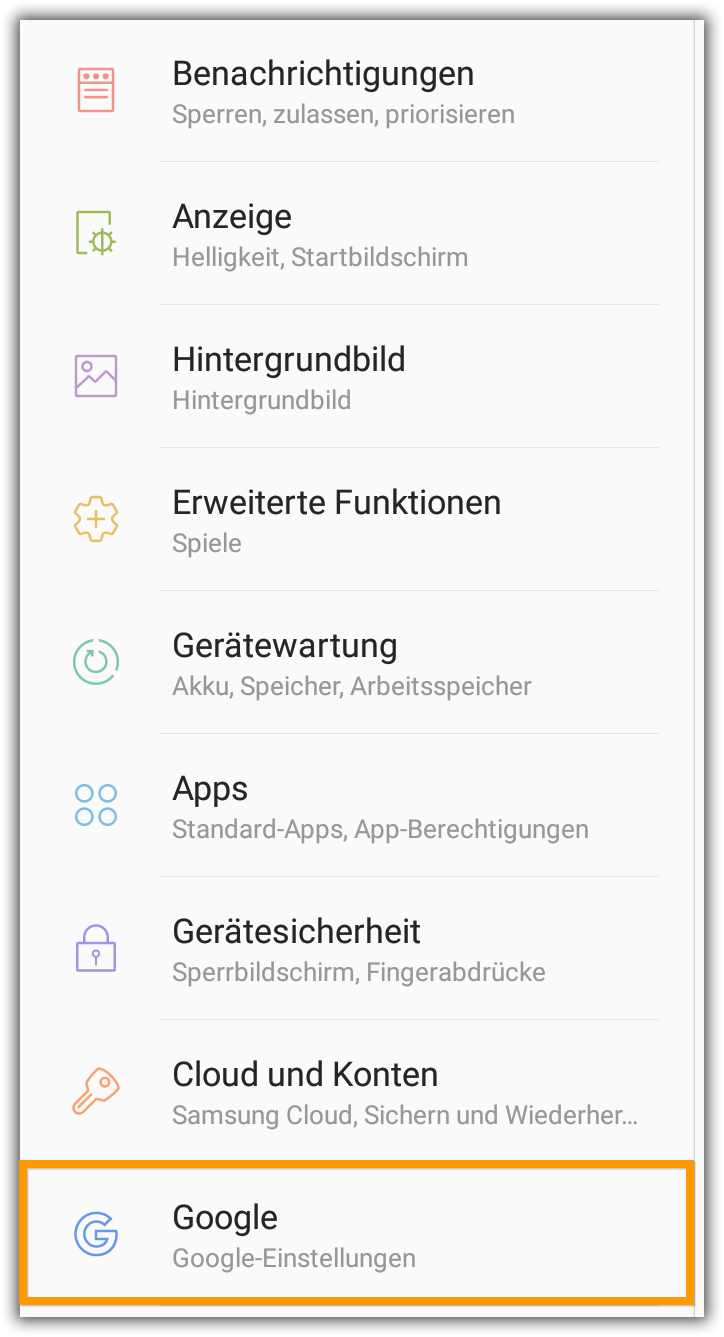 Benachrichtigungen
Sperren, zulassen, priorisieren
Anzeige
Helligkeit, Startbildschirm
Hintergrundbild
Hintergrundbild
Erweiterte Funktionen
Spiele
Gerätewartung
Akku, Speicher, Arbeitsspeicher
Apps
Standard-Apps, App-Berechtigungen
Gerätesicherheit
Sperrbildschirm, Fingerabdrücke
Cloud und Konten
Samsung Cloud, Sichern und Wiederher...
Google
Google-Einstellungen